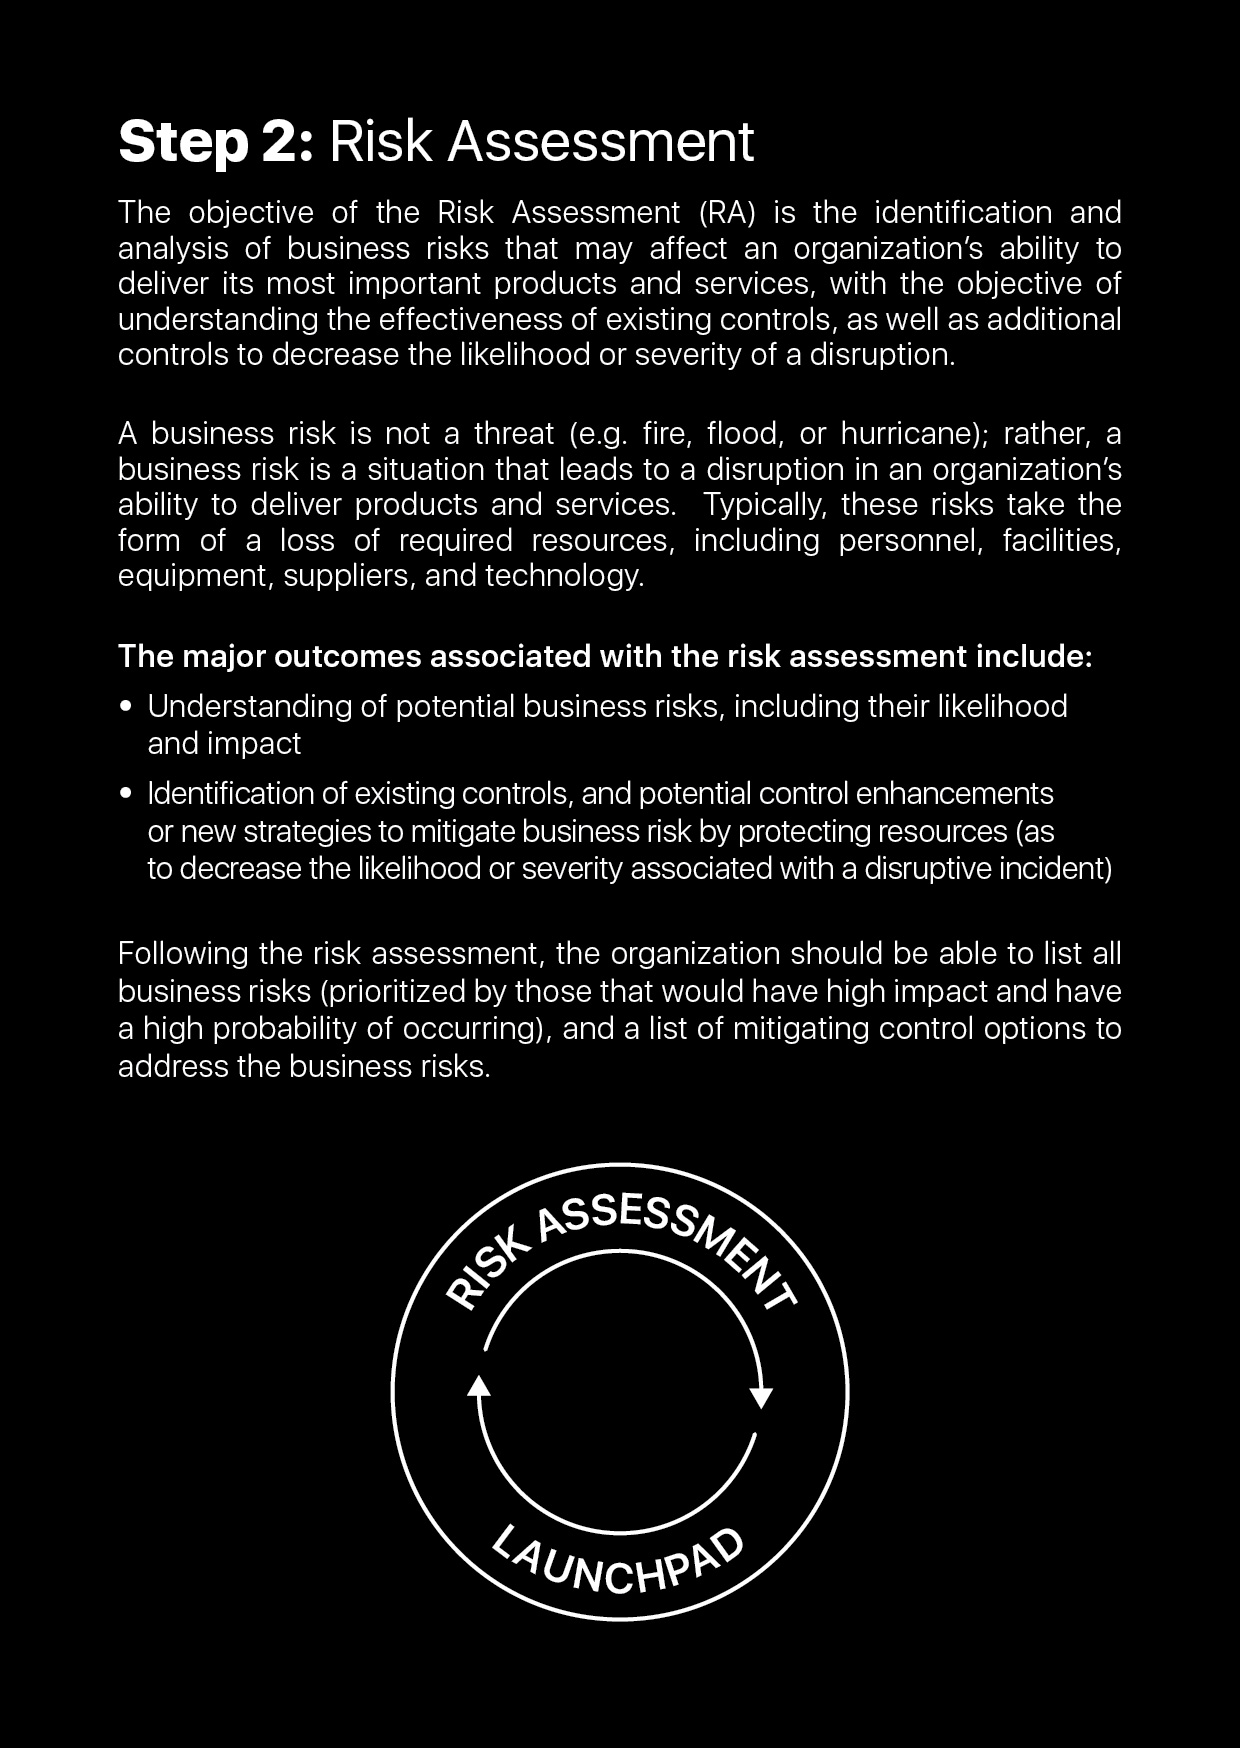 Step 2: Risk Assessment
The objective of the Risk Assessment (RA) is the identification and
analysis of business risks that may affect an organization’s ability to
deliver its most important products and services, with the objective of
understanding the effectiveness of existing controls, as well as additional
controls to decrease the likelihood or severity of a disruption.
A business risk is not a threat (e.g. fire, flood, or hurricane); rather, a
business risk is a situation that leads to a disruption in an organization’s
ability to deliver products and services.  Typically, these risks take the
form of a loss of required resources, including personnel, facilities,
equipment, suppliers, and technology.
The major outcomes associated with the risk assessment include:
• Understanding of potential business risks, including their likelihood
and impact
• Identification of existing controls, and potential control enhancements
or new strategies to mitigate business risk by protecting resources (as
to decrease the likelihood or severity associated with a disruptive incident)
Following the risk assessment, the organization should be able to list all
business risks (prioritized by those that would have high impact and have
a high probability of occurring), and a list of mitigating control options to
address the business risks.
RISK ASSESSMENT
LAUNCHPAD